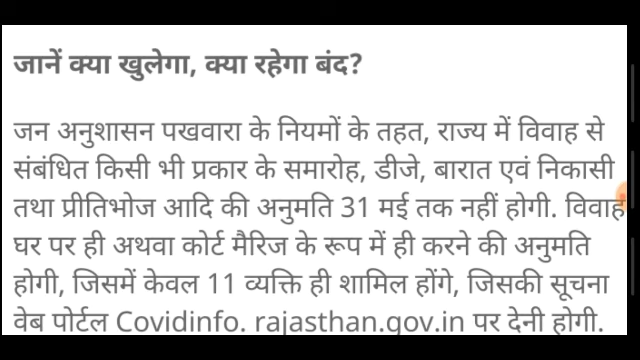 जानें क्या खुलेगा, क्या रहेगा बंद?
जन अनुशासन पखवारा के नियमों के तहत, राज्य में विवाह से
संबंधित किसी भी प्रकार के समारोह, डीजे, बारात एवं निकासी
तथा प्रीतिभोज आदि की अनुमति 31 मई तक नहीं होगी. विवाह
घर पर ही अथवा कोर्ट मैरिज के रूप में ही करने की अनुमति
होगी, जिसमें केवल 11 व्यक्ति ही शामिल होंगे, जिसकी सूचना
वेब पोर्टल Covidinfo. rajasthan.gov.in पर देनी होगी.